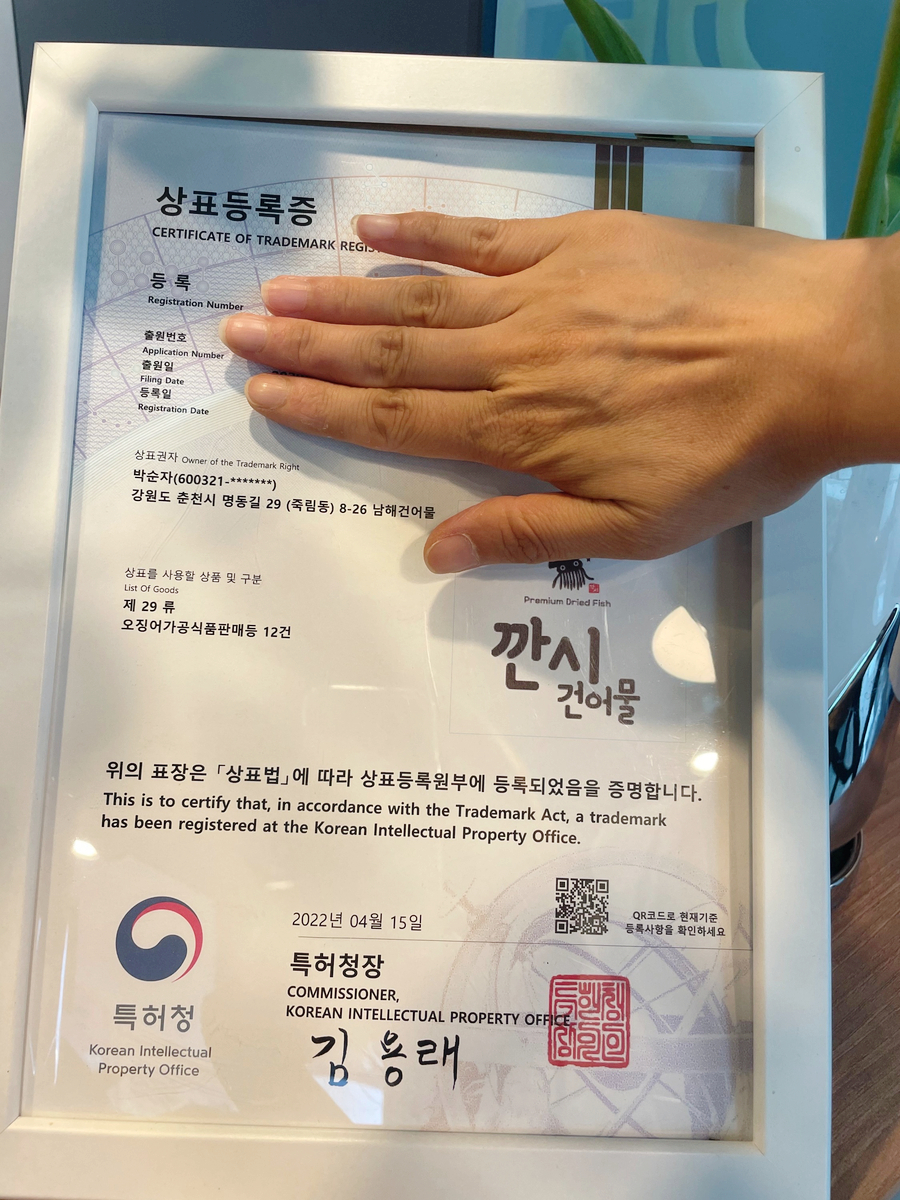 상표등록증
CERTIFICATE OF TRADEMARK
등 록
Registration Number
출원번호
Application Number
출원일
Filing Date
등록일
Registration Date
상표권자 Owner of the Trademark Right
박순자(600321-*******)
강원도 춘천시 명동길 29 (죽림동) 8-26 남해건어물
상표를 사용할 상품 및 구분
List Of Goods
제 29 류
오징어가공식품판매등 12건
Premium Dried Fish
깐시
건어물
위의 표장은 「상표법」에 따라 상표등록원부에 등록되었음을 증명합니다.
This is to certify that, in accordance with the Trademark Act, a trademark
has been registered at the Korean Intellectual Property Office.
2022년 04월 15일
QR코드로 현재기준
등록사항을 확인하세요
특허청장
COMMISSIONER,
KOREAN INTELLECTUAL PROPERTY OFFICE
김용래
특허청
Korean Intellectual
Property Office